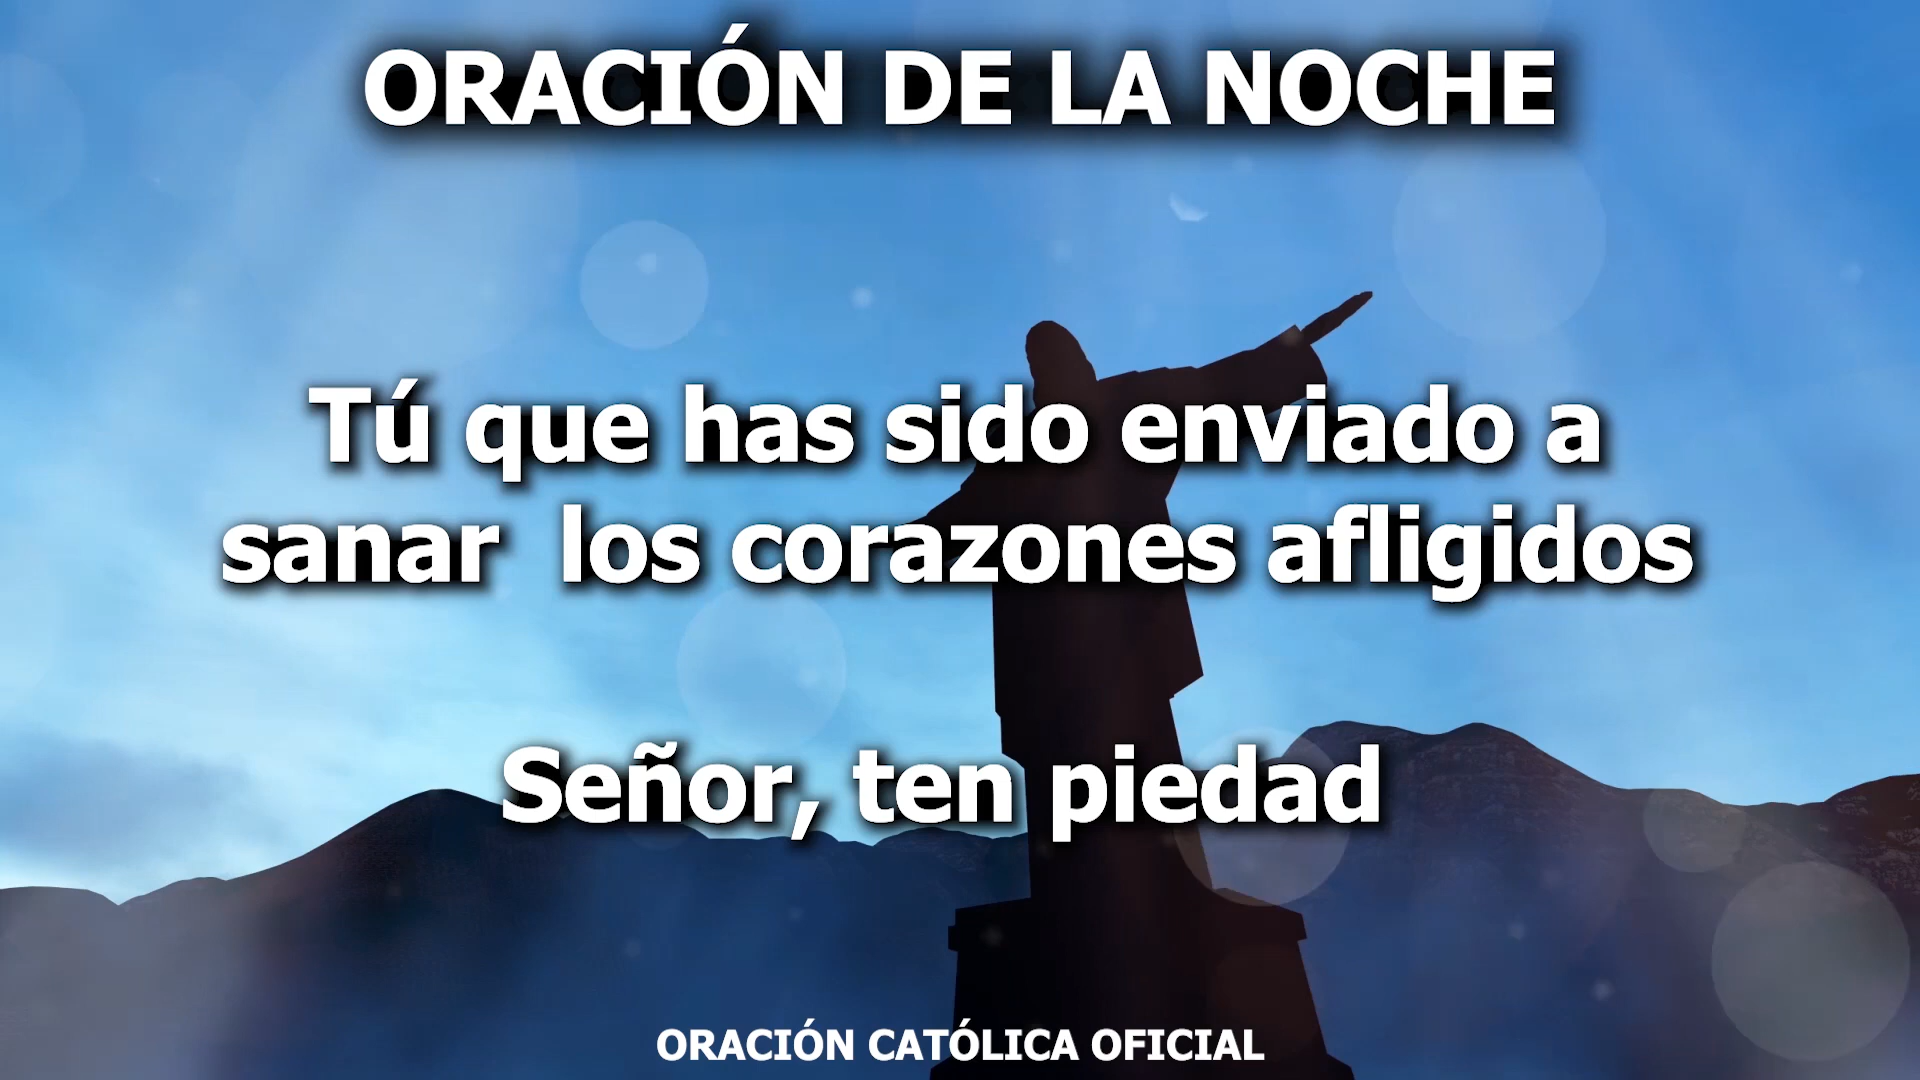 ORACIÓN DE LA NOCHE
Tú que has sido enviado a
sanar  los corazones afligidos
Señor, ten piedad
ORACIÓN CATÓLICA OFICIAL